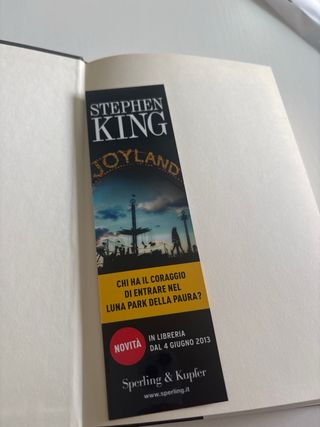 STEPHEN
KING
JOYLAND
CHI HA IL CORAGGIO
DI ENTRARE NEL
LUNA PARK DELLA PAURA?
NOVITÀ
IN LIBRERIA
DAL 4 GIUGNO 2013
Sperling & Kupfer
www.sperling.it